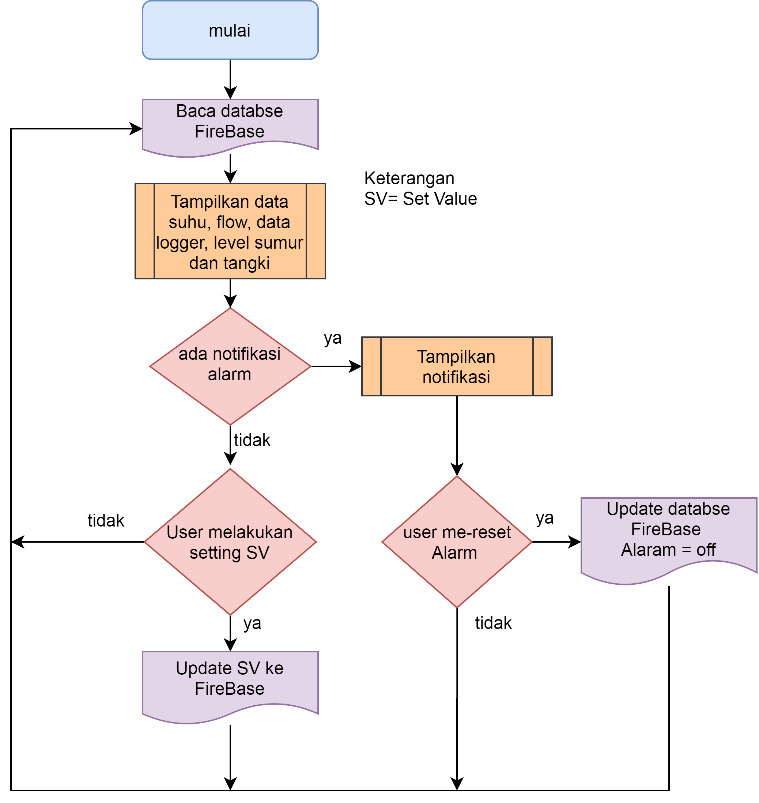 mulai
Baca databse
FireBase
Keterangan
SV= Set Value
Tampilkan data
suhu, flow, data
logger, level sumur
dan tangki
ada notifikasi
alarm
ya
Tampilkan
notifikasi
tidak
User melakukan
setting SV
tidak
ya
Update SV ke
FireBase
user me-reset
Alarm
ya
tidak
Update databse
FireBase
Alaram = off